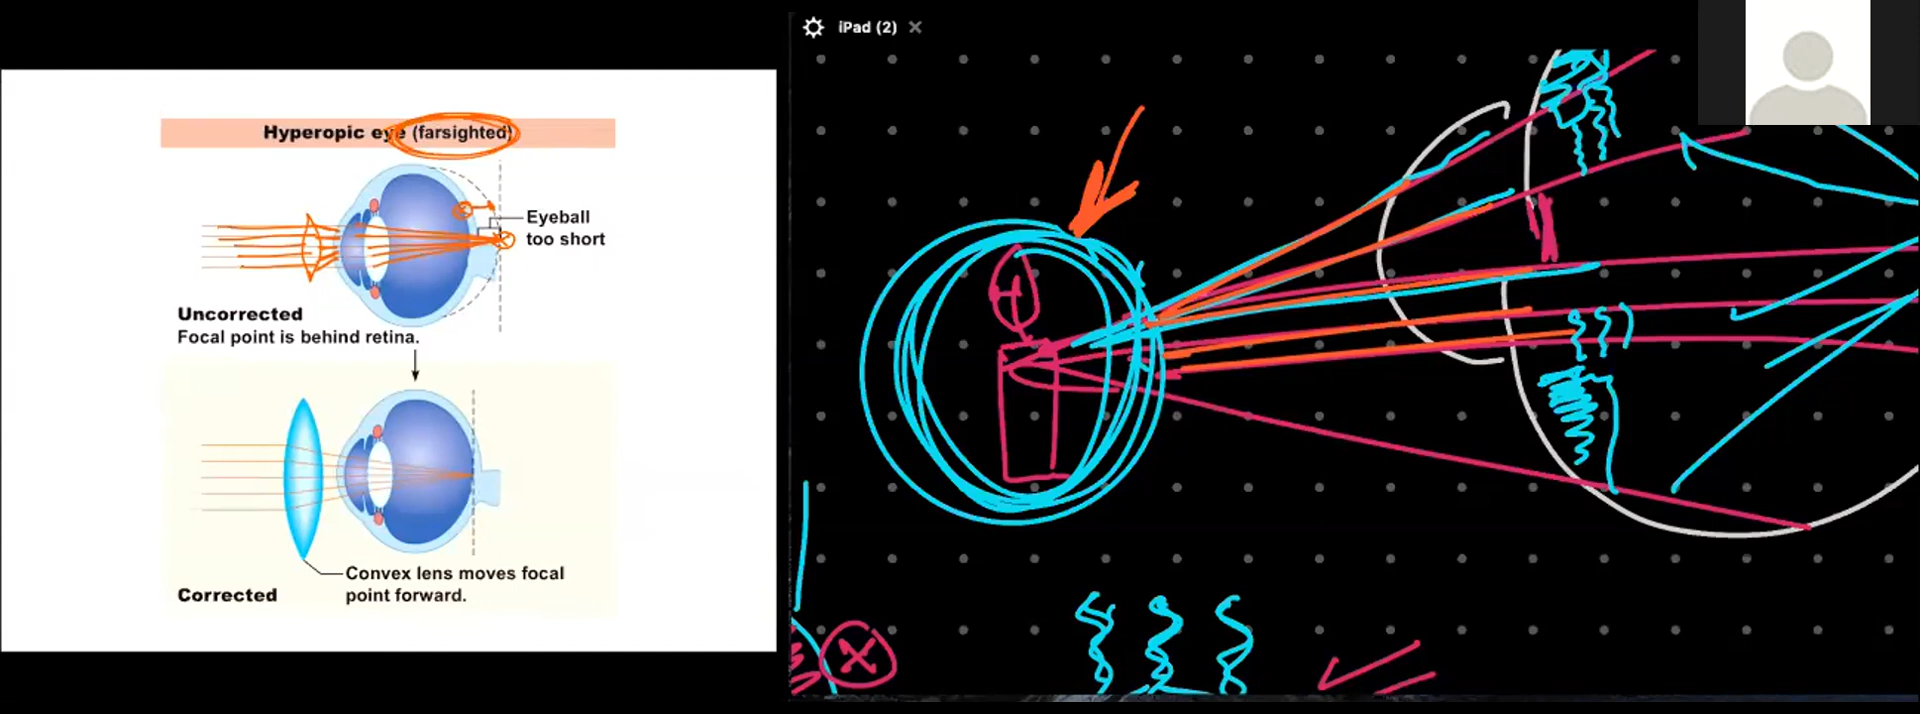 iPad (2)
Hyperopic eye (farsighted)
Eyeball
too short
Uncorrected
Focal point is behind retina.
Convex lens moves focal
point forward.
Corrected